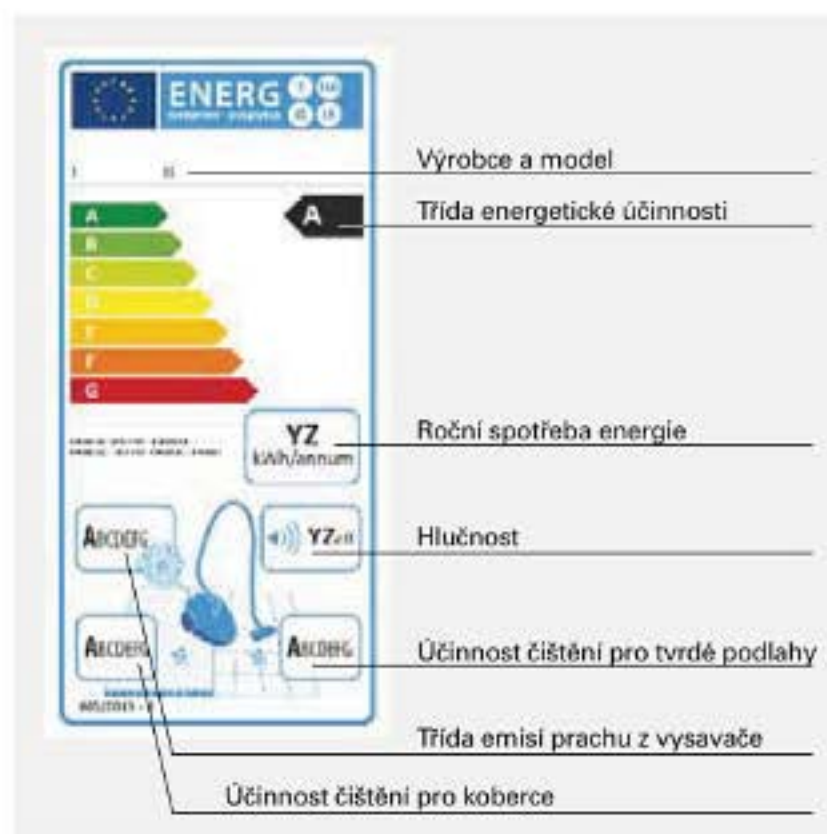 ENERG
Výrobce a model
Třída energetické účinnosti
A
A
B
C
D
E
F
G
YZ
kWh/annum
Roční spotřeba energie
ABCDEFG
YZ
Hlučnost
ABCDEFG
ABCDEFG
Účinnost čištění pro tvrdé podlahy
Třída emisí prachu z vysavače
Účinnost čištění pro koberce